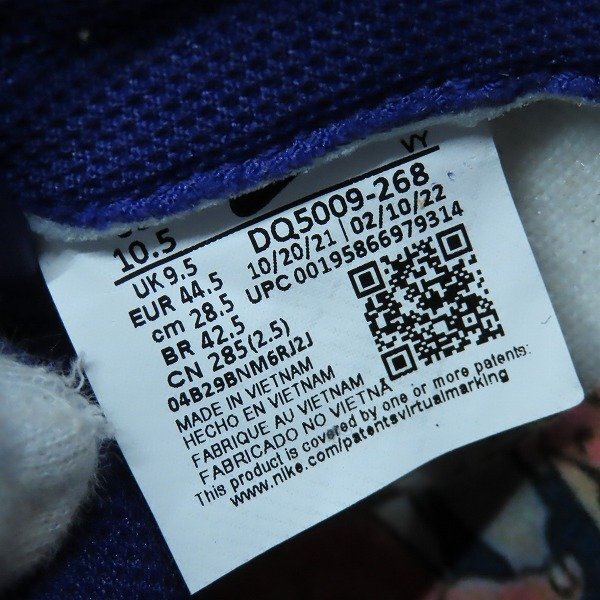 VY
10.5
DQ5009-268
UK 9.5
10/20/21 | 02/10/22
EUR 44.5
UPC 00195866979314
cm 28.5
BR 42.5
CN 285(2.5)
04B29BNM6RJ2J
MADE IN VIETNAM
HECHO EN VIETNAM
FABRIQUE AU VIETNAM
FABRICADO NO VIETNÃ
This product is covered by one or more patents:
www.nike.com/patentsvirtualmarking